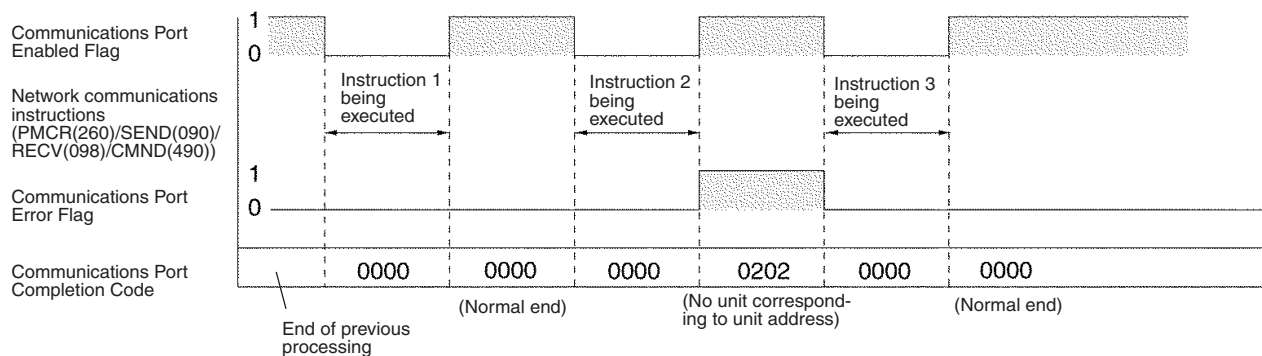 Communications Port
Enabled Flag
1
0
Network communications
instructions
(PMCR(260)/SEND(090)/
RECV(098)/CMND(490))
Instruction 1
being
executed
Instruction 2
being
executed
Instruction 3
being
executed
Communications Port
Error Flag
1
0
Communications Port
Completion Code
0000
0000
0000
0202
0000
0000
(Normal end)
(No unit correspond-
ing to unit address)
(Normal end)
End of previous
processing